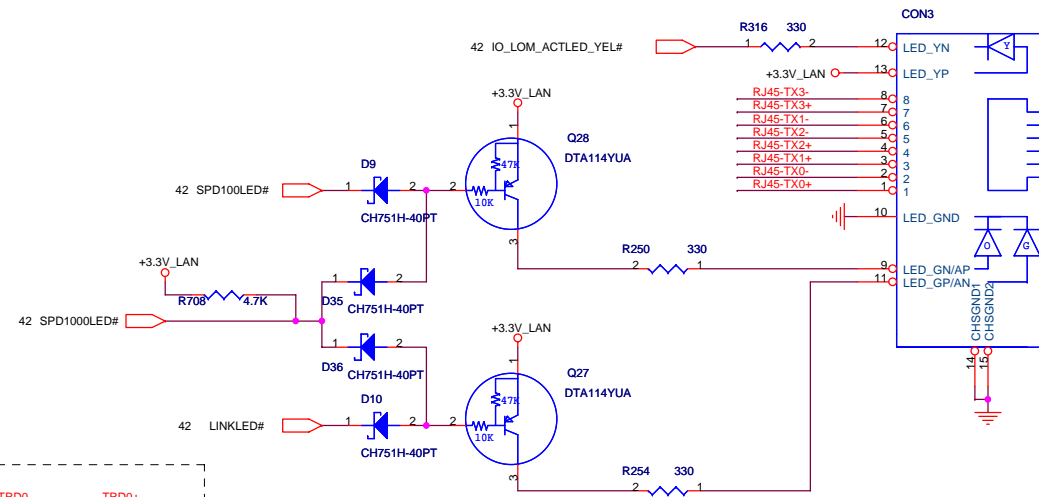 CON3
R316 330
42 IO_LOM_ACTLED_YEL# 1 2 12 LED_YN Y
+3.3V_LAN 13 LED_YP
RJ45-TX3- 8 8
RJ45-TX3+ 7 7
RJ45-TX1- 6 6
RJ45-TX2- 5 5
RJ45-TX2+ 4 4
RJ45-TX1+ 3 3
RJ45-TX0- 2 2
RJ45-TX0+ 1 1
+3.3V_LAN
1
Q28
DTA114YUA
47K
D9
42 SPD100LED# 1 2 2
10K
CH751H-40PT
3
10 LED_GND
O G
R250 330
2 1 9 LED_GN/AP
11 LED_GP/AN
+3.3V_LAN
1 2
R708 4.7K
D35
CH751H-40PT
42 SPD1000LED#
CHSGND1
CHSGND2
14
15
+3.3V_LAN
1 2
D36
CH751H-40PT
1
Q27
DTA114YUA
47K
D10
42 LINKLED# 1 2 2
10K
CH751H-40PT
3
R254 330
2 1
TRD0- TRD0+